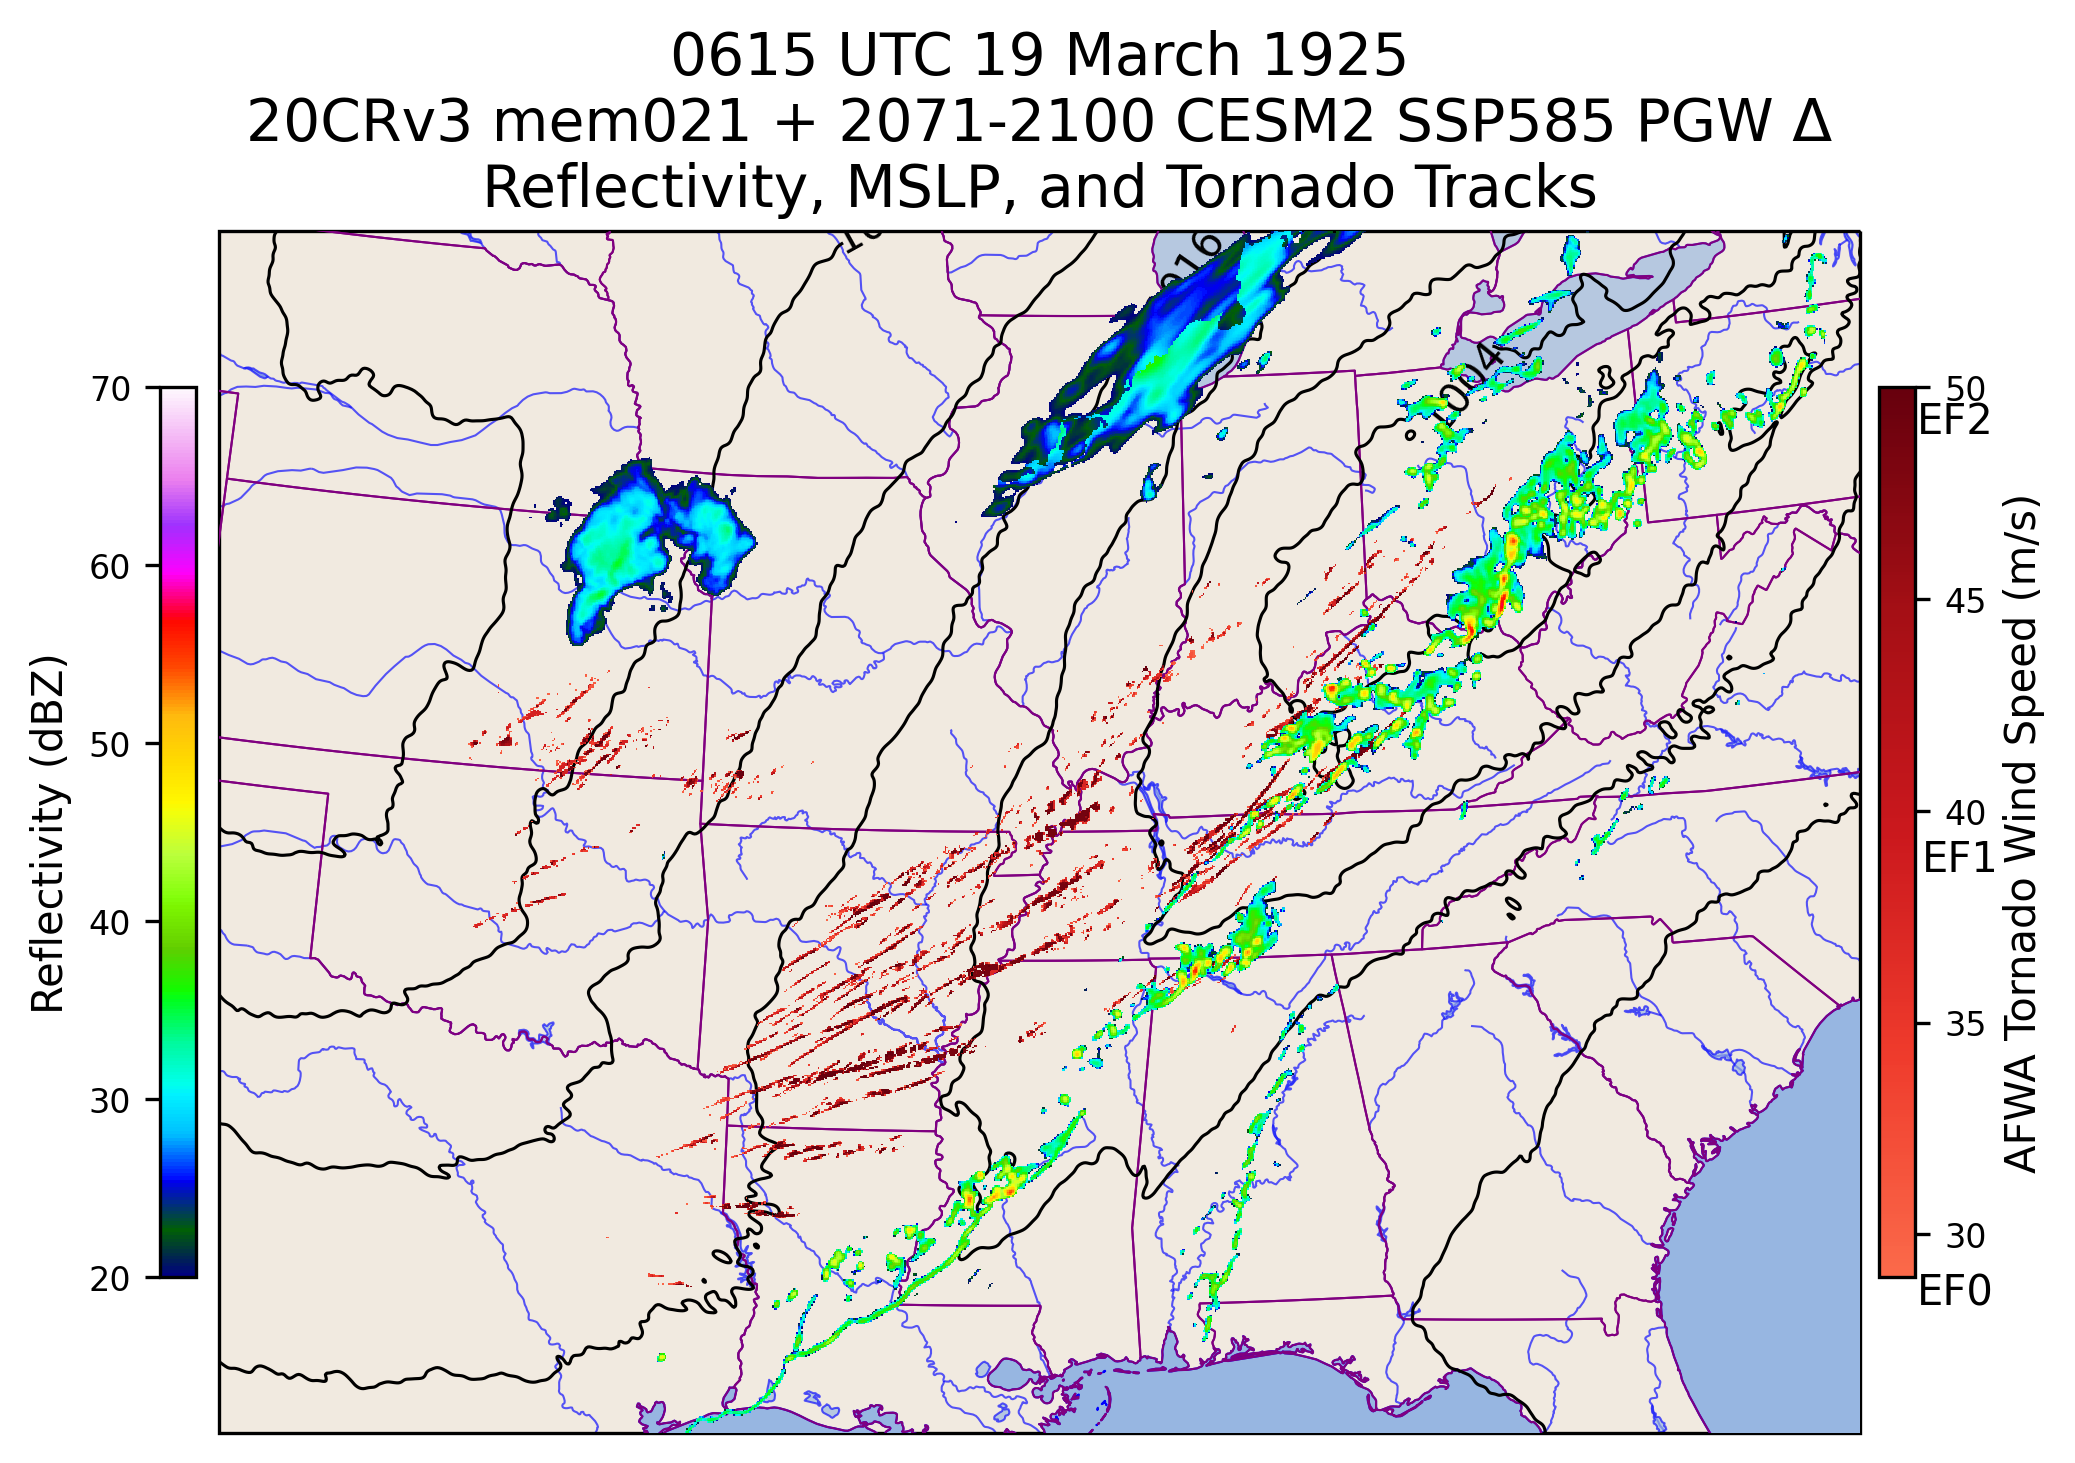 0615 UTC 19 March 1925
20CRv3 mem021 + 2071-2100 CESM2 SSP585 PGW Δ
Reflectivity, MSLP, and Tornado Tracks
1004
70
60
50
40
30
20
Reflectivity (dBZ)
50
EF2
45
40
EF1
35
30
EF0
AFWA Tornado Wind Speed (m/s)